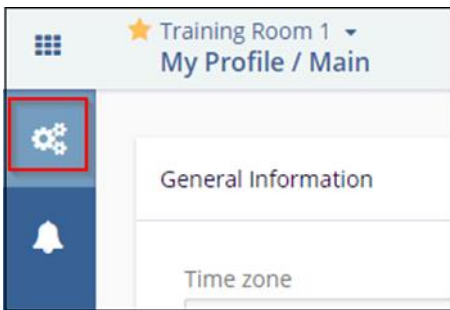 Training Room 1
My Profile / Main
General Information
Time zone